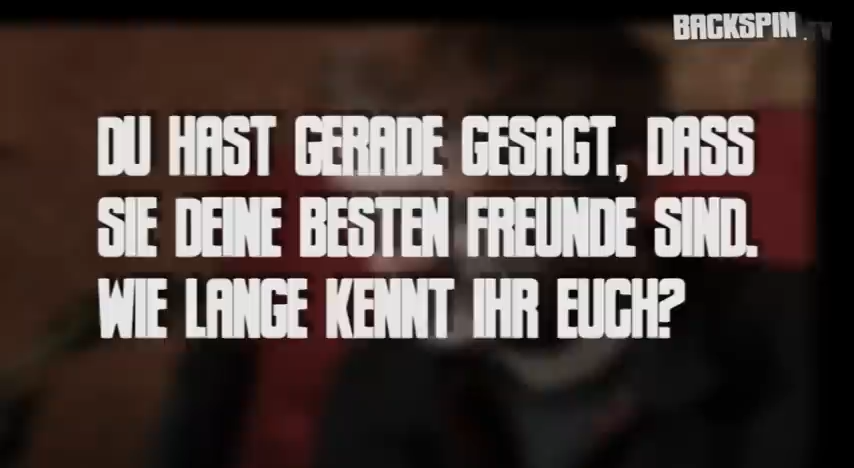 BACKSPIN.TV
DU HAST GERADE GESAGT, DASS
SIE DEINE BESTEN FREUNDE SIND.
WIE LANGE KENNT IHR EUCH?